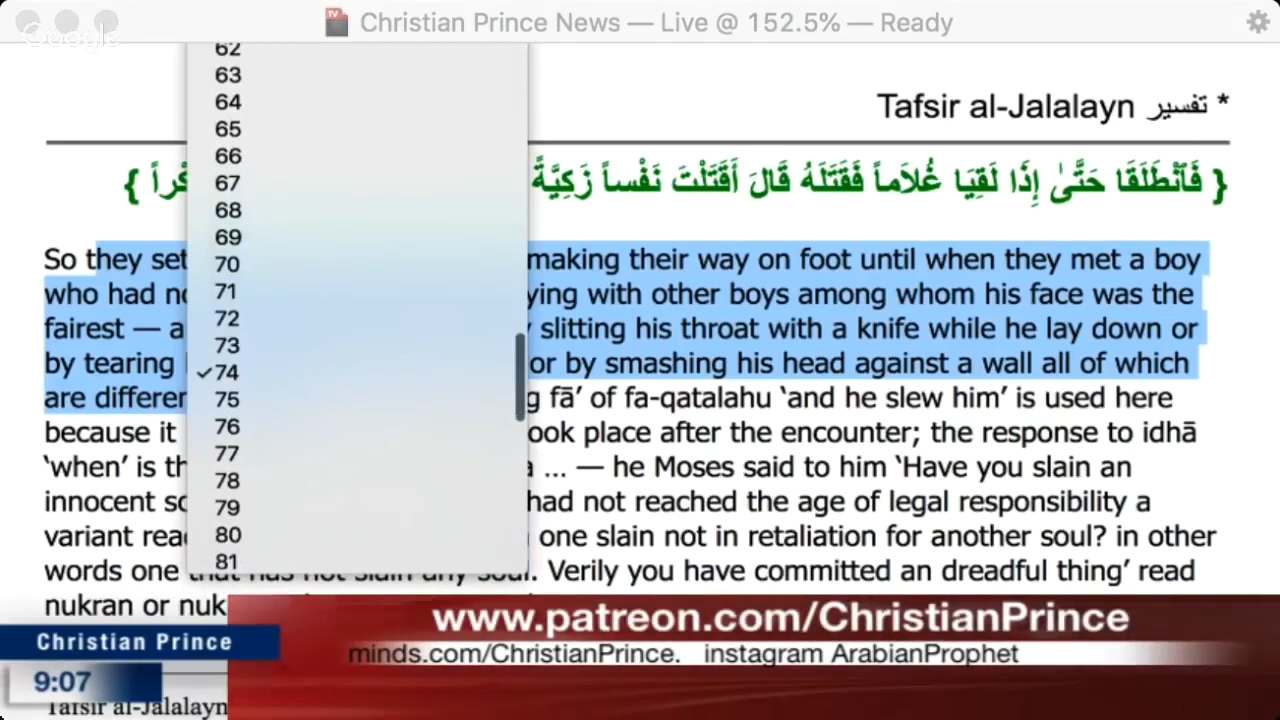 Christian Prince News — Live @ 152.5% — Ready
Google
62
63
64
65
66
67
68
69
70
71
72
73
✓74
75
76
77
78
79
80
81
Tafsir al-Jalalayn تفسير *
{ فَٱنْطَلَقَا حَتَّىٰ إِذَا لَقِيَا غُلاَماً فَقَتَلَهُ قَالَ أَقَتَلْتَ نَفْساً زَكِيَّةً }
So they set making their way on foot until when they met a boy
who had ying with other boys among whom his face was the
fairest — a slitting his throat with a knife while he lay down or
by tearing or by smashing his head against a wall all of which
are differen g fā’ of fa-qatalahu ‘and he slew him’ is used here
because it ook place after the encounter; the response to idhā
‘when’ is th a ... — he Moses said to him ‘Have you slain an
innocent so had not reached the age of legal responsibility a
variant rea one slain not in retaliation for another soul? in other
words one that has not slain any soul. Verily you have committed an dreadful thing’ read
nukran or nuk
www.patreon.com/ChristianPrince
Christian Prince
minds.com/ChristianPrince. instagram ArabianProphet
9:07
Tafsir al-Jalalayn